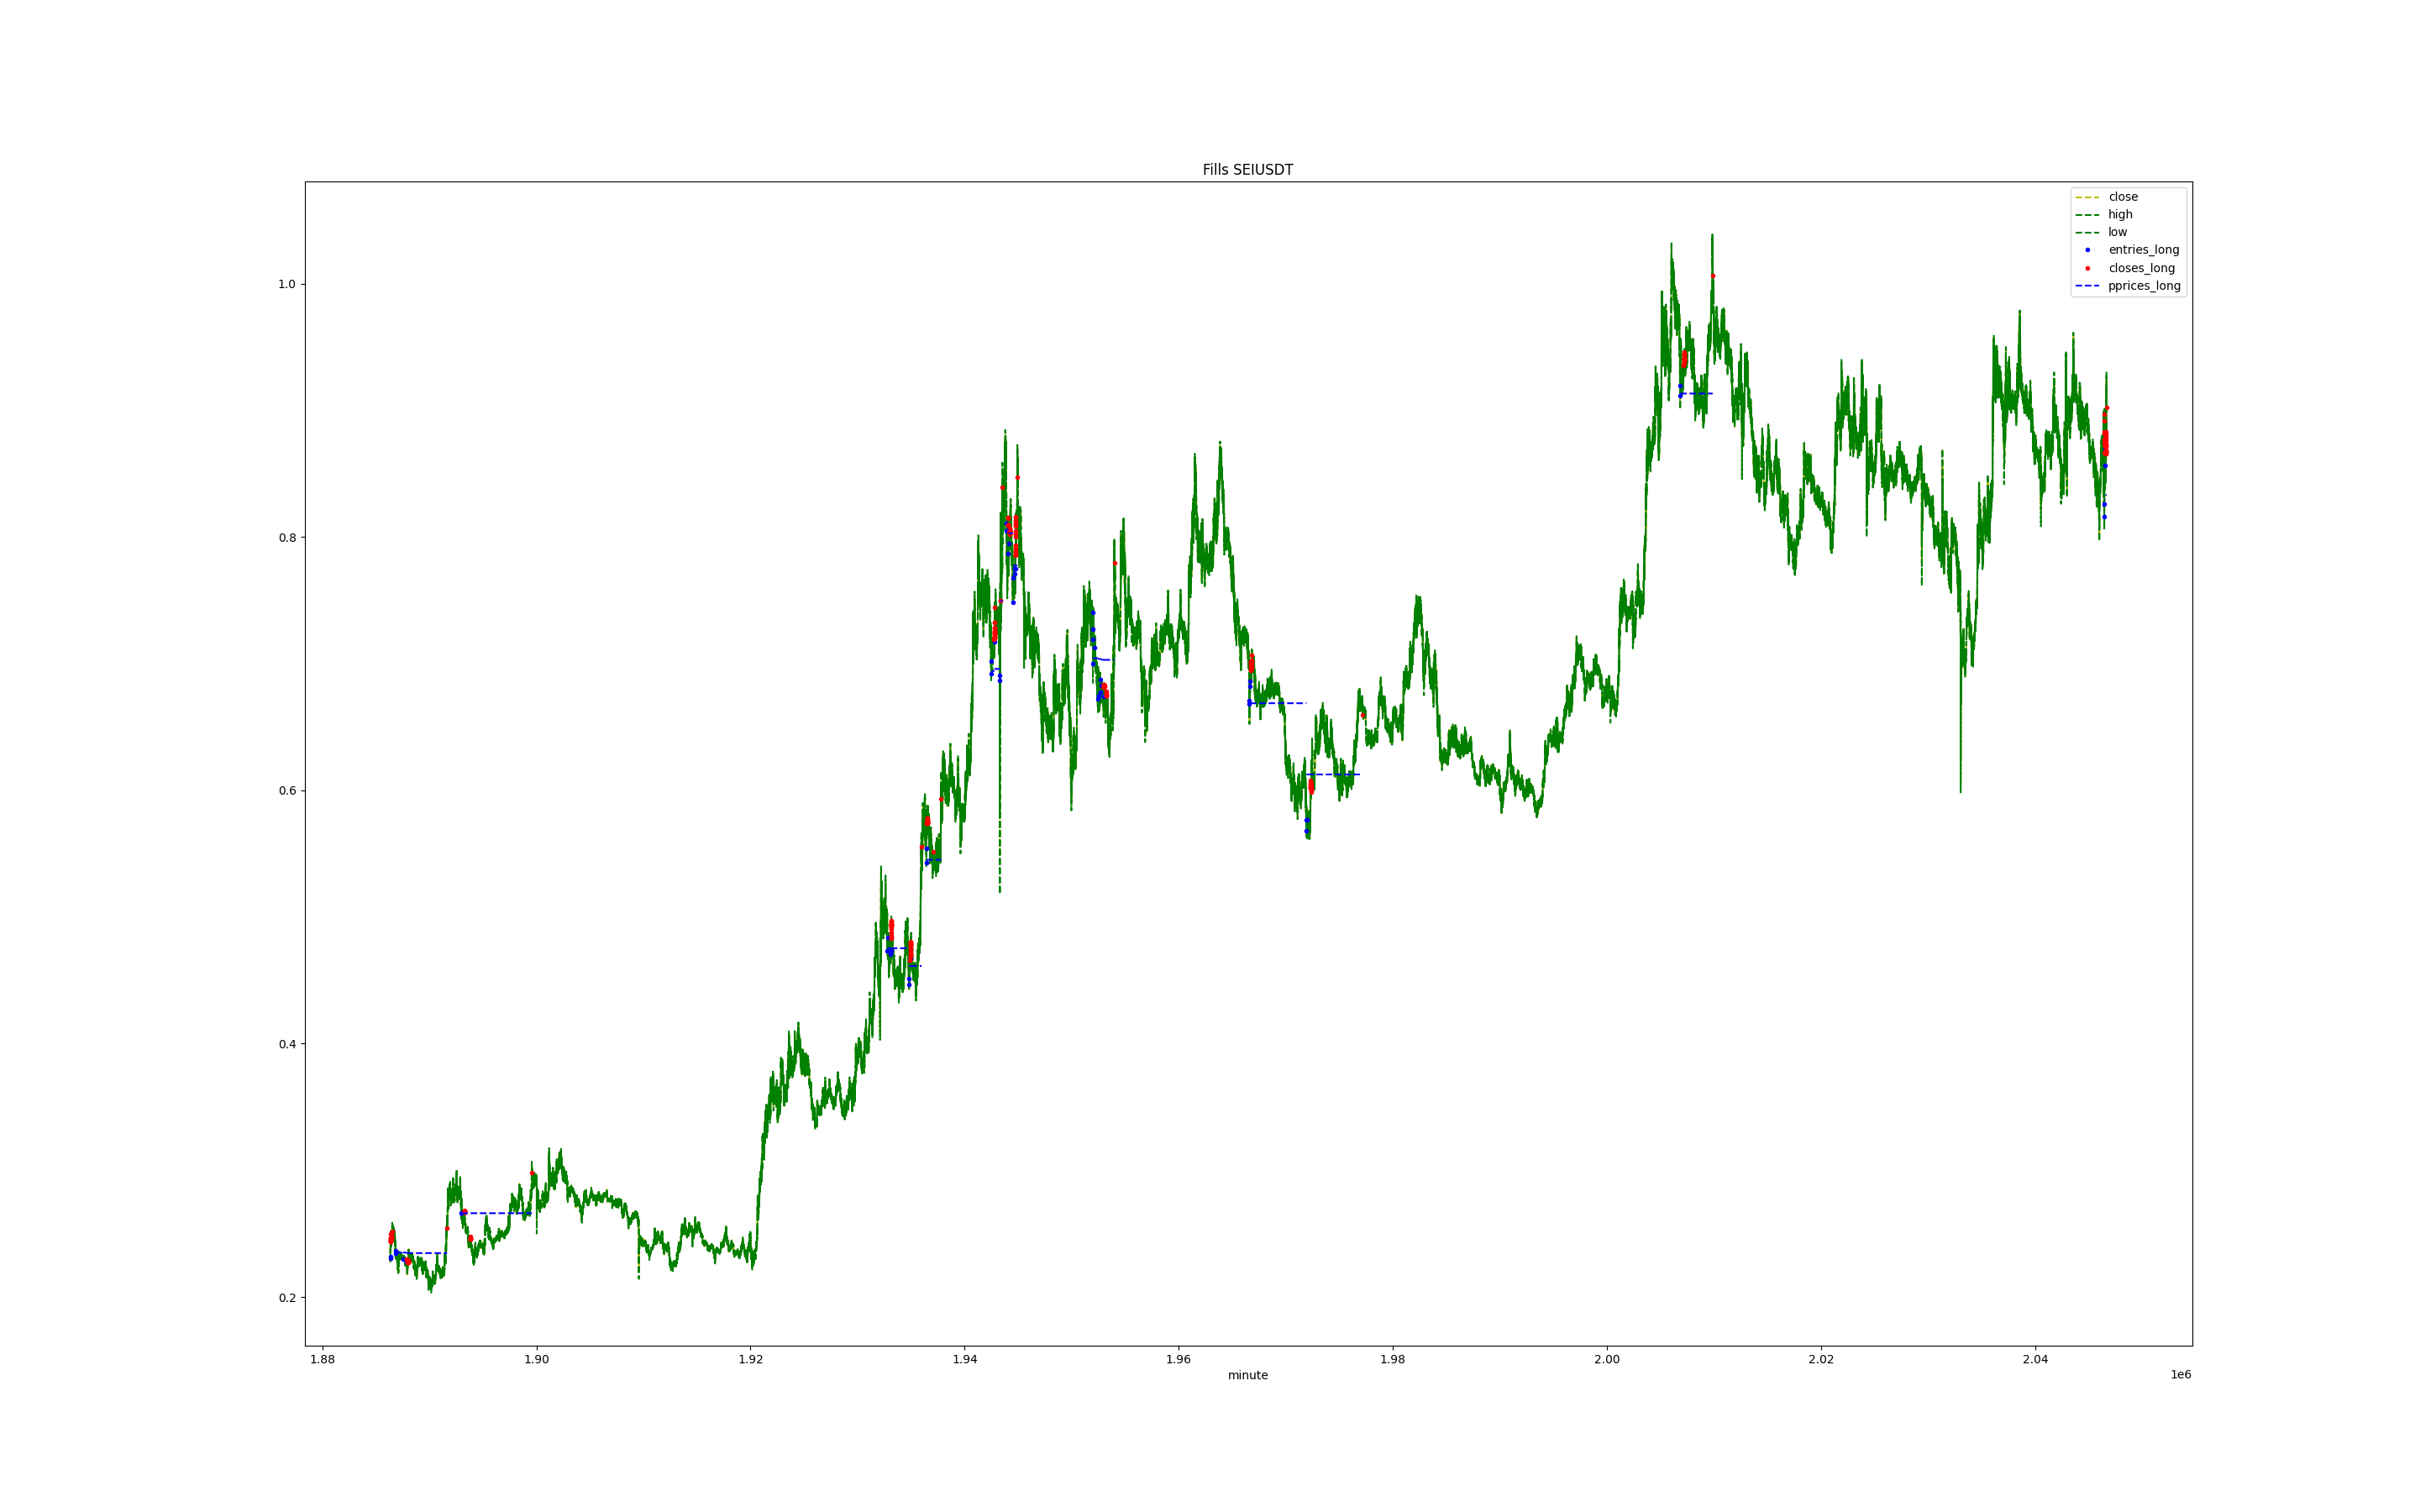 Fills SEIUSDT
close
high
low
entries_long
closes_long
pprices_long
1.0
0.8
0.6
0.4
0.2
1.88 1.90 1.92 1.94 1.96 1.98 2.00 2.02 2.04
minute
1e6